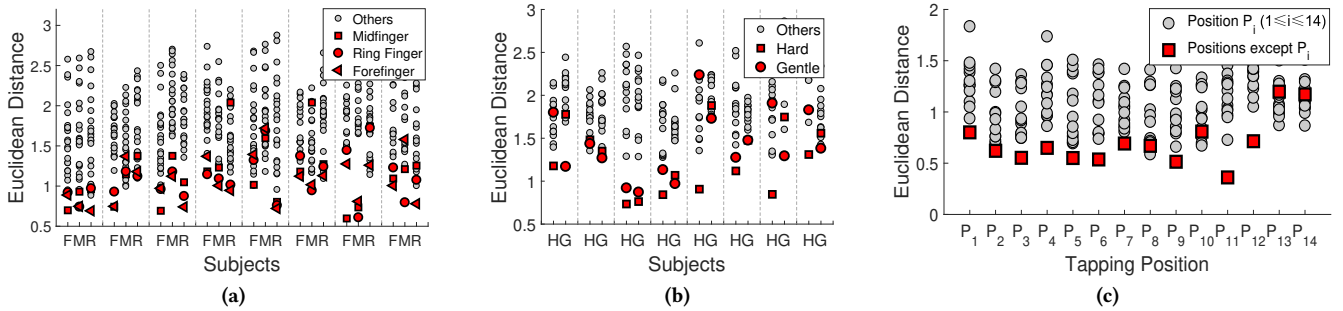 Euclidean Distance
3
2.5
2
1.5
1
0.5
Others
Midfinger
Ring Finger
Forefinger
FMR FMR FMR FMR FMR FMR FMR FMR
Subjects
(a)
Euclidean Distance
3
2.5
2
1.5
1
0.5
Others
Hard
Gentle
HG HG HG HG HG HG HG HG
Subjects
(b)
Euclidean Distance
2
1.5
1
0.5
0
Position P_i (1≤i≤14)
Positions except P_i
P_1 P_2 P_3 P_4 P_5 P_6 P_7 P_8 P_9 P_10 P_11 P_12 P_13 P_14
Tapping Position
(c)